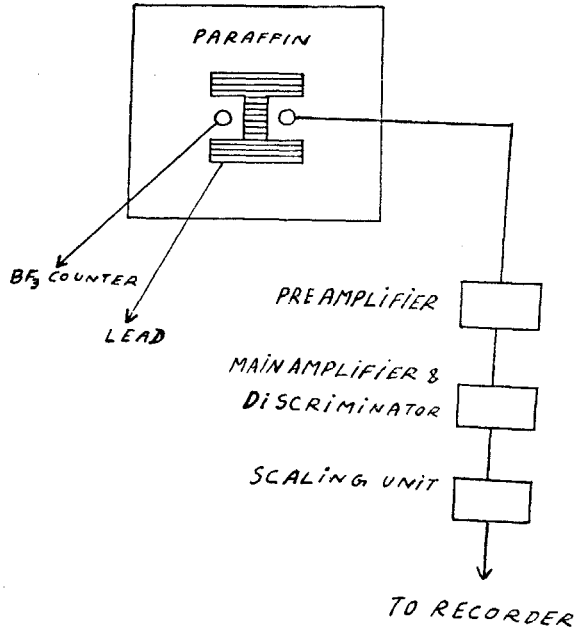 PARAFFIN
BF3 COUNTER
LEAD
PREAMPLIFIER
MAIN AMPLIFIER &
DISCRIMINATOR
SCALING UNIT
TO RECORDER